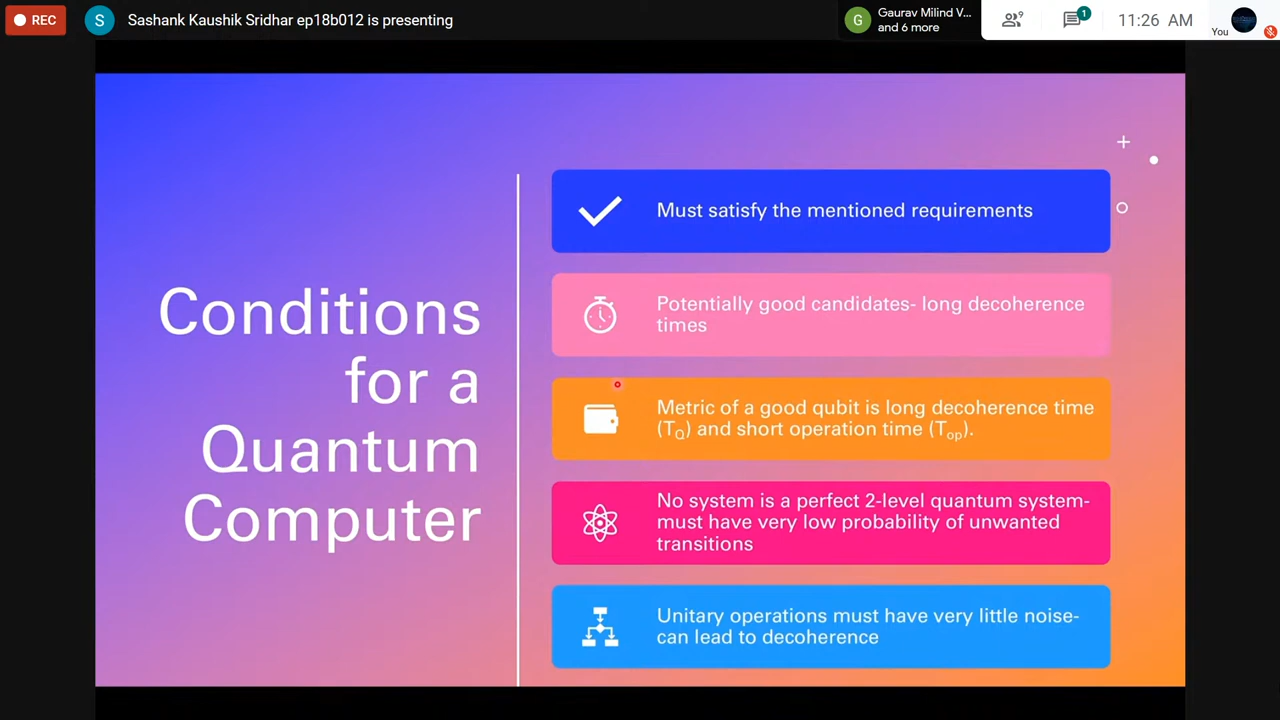 REC
S
Sashank Kaushik Sridhar ep18b012 is presenting
G
Gaurav Milind V...
and 6 more
9
1
11:26 AM
You
Conditions
for a
Quantum
Computer
Must satisfy the mentioned requirements
Potentially good candidates- long decoherence
times
Metric of a good qubit is long decoherence time
(TQ) and short operation time (Top).
No system is a perfect 2-level quantum system-
must have very low probability of unwanted
transitions
Unitary operations must have very little noise-
can lead to decoherence